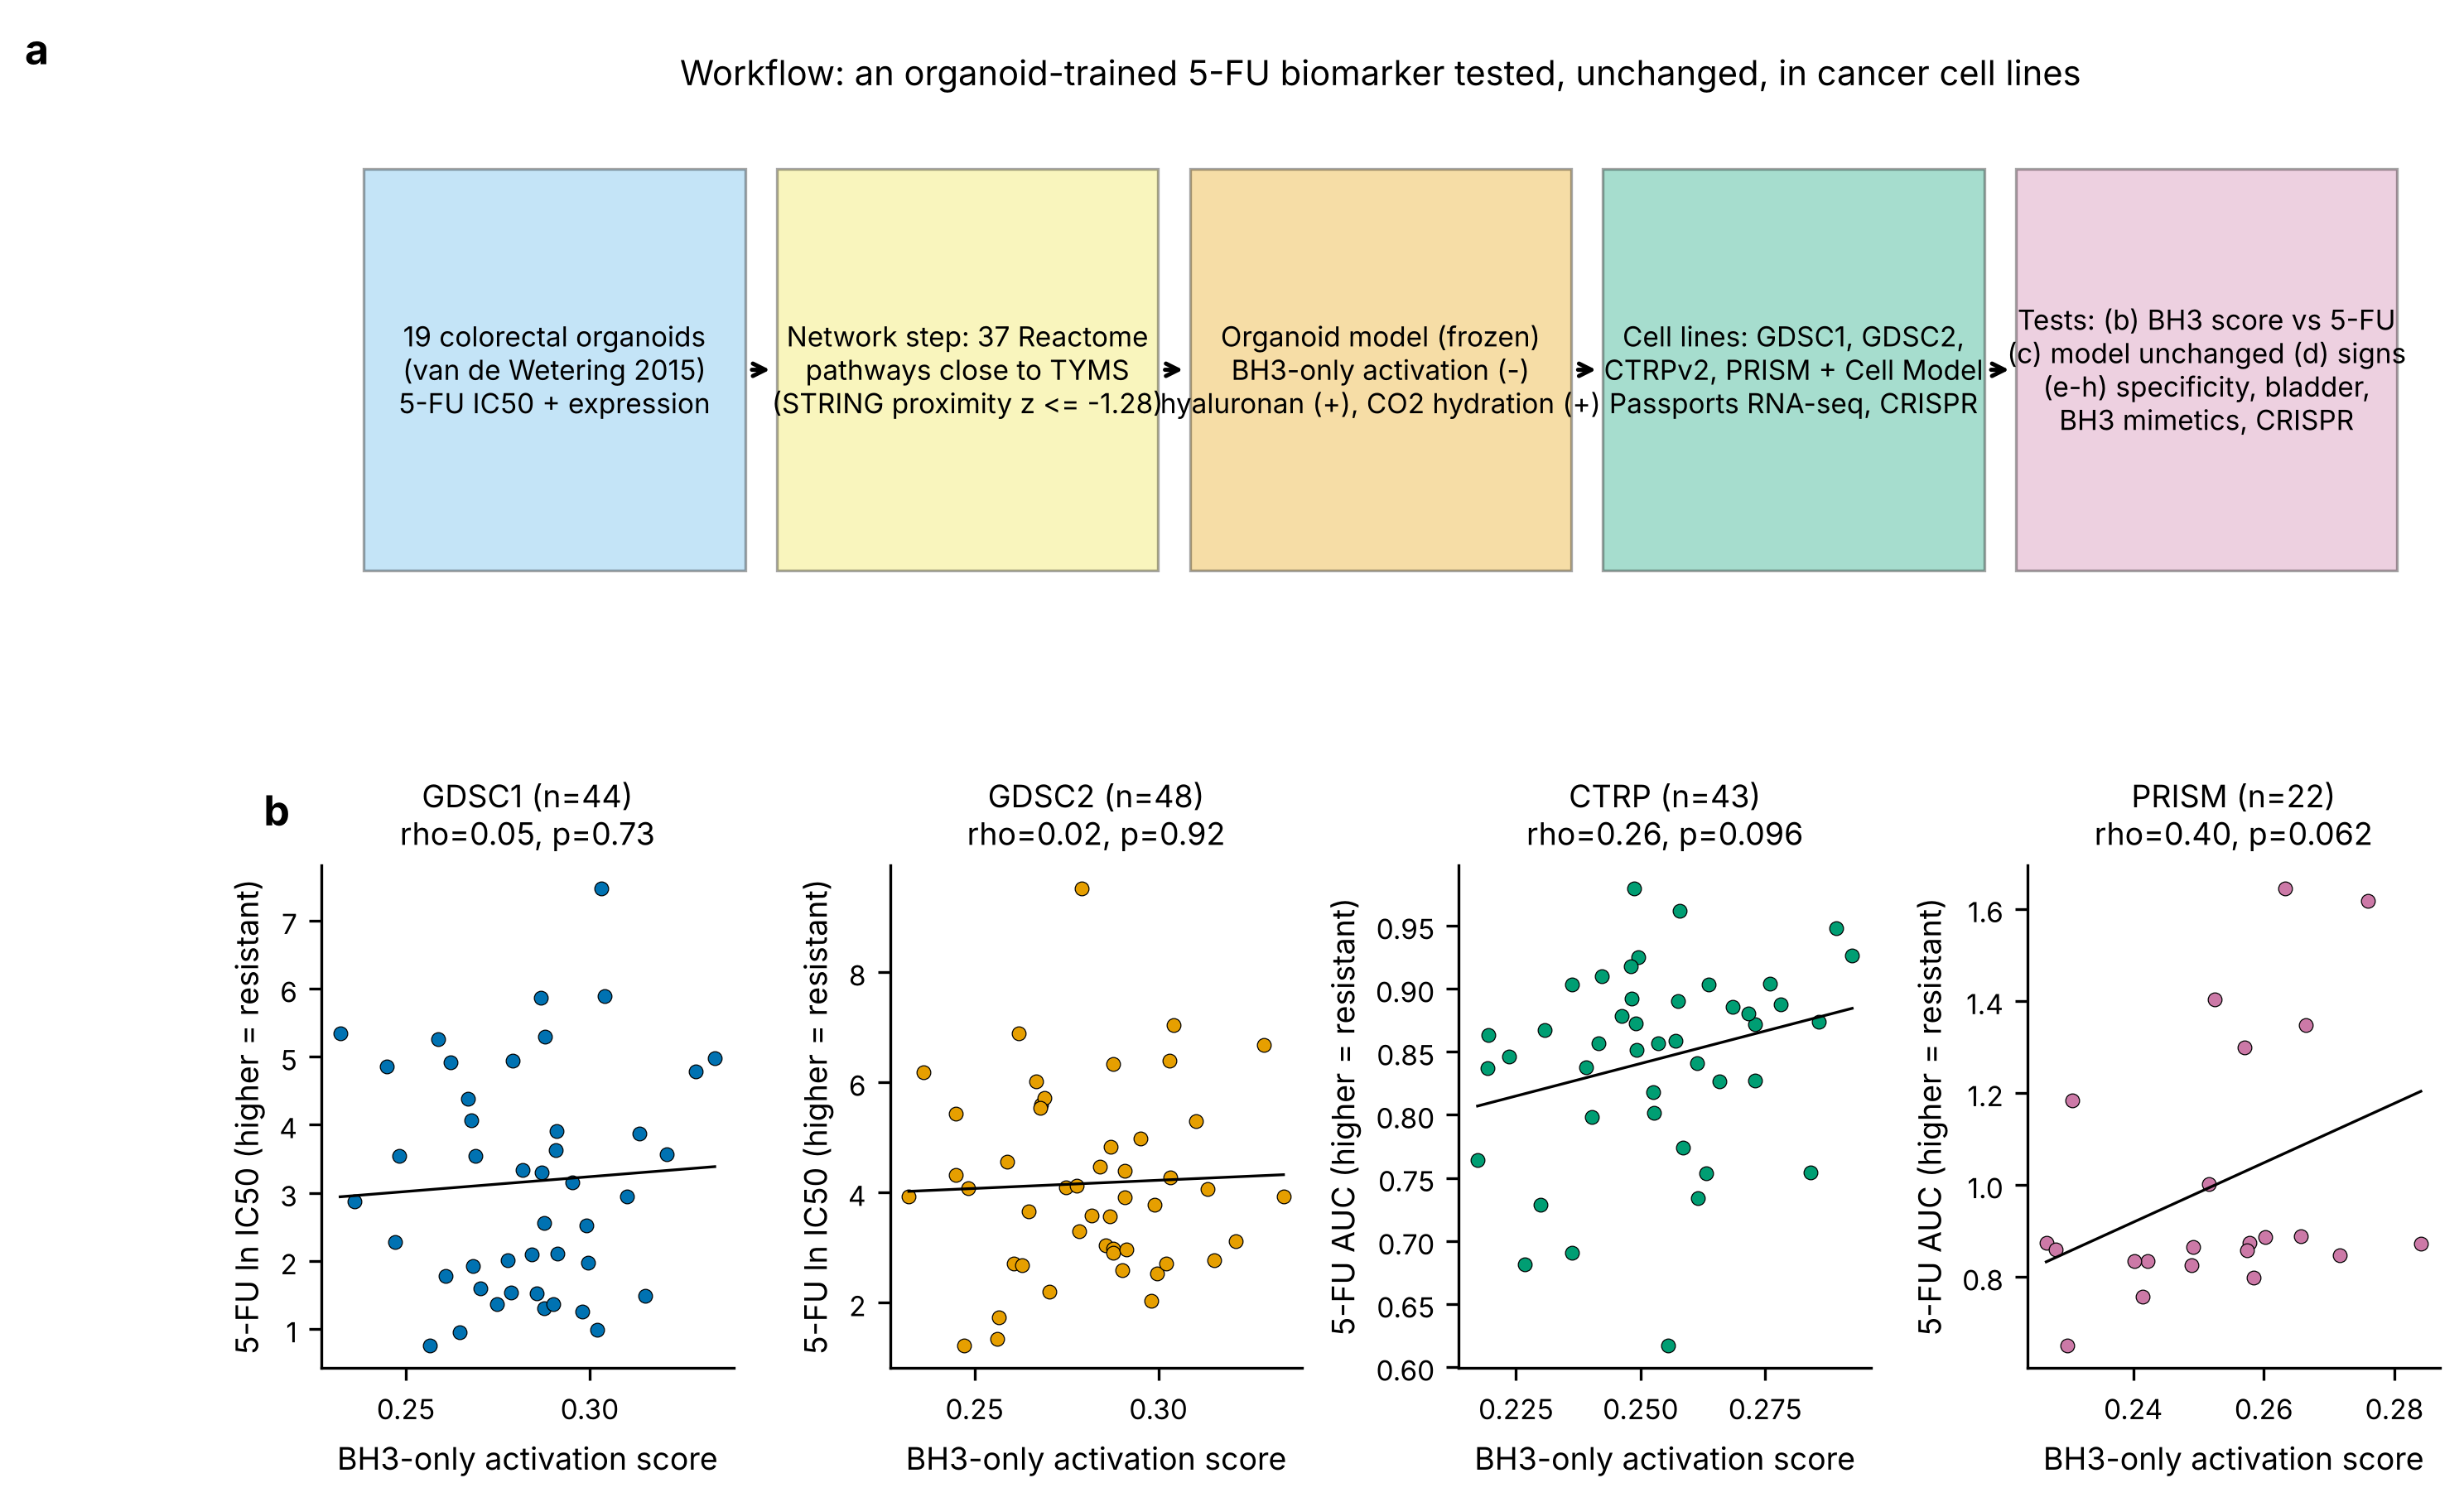 a
Workflow: an organoid-trained 5-FU biomarker tested, unchanged, in cancer cell lines
19 colorectal organoids
(van de Wetering 2015)
5-FU IC50 + expression
Network step: 37 Reactome
pathways close to TYMS
(STRING proximity z <= -1.28)
Organoid model (frozen)
BH3-only activation (-)
hyaluronan (+), CO2 hydration (+)
Cell lines: GDSC1, GDSC2,
CTRPv2, PRISM + Cell Model
Passports RNA-seq, CRISPR
Tests: (b) BH3 score vs 5-FU
(c) model unchanged (d) signs
(e-h) specificity, bladder,
BH3 mimetics, CRISPR
b
GDSC1 (n=44)
rho=0.05, p=0.73
5-FU ln IC50 (higher = resistant)
7
6
5
4
3
2
1
0.25
0.30
BH3-only activation score
GDSC2 (n=48)
rho=0.02, p=0.92
5-FU ln IC50 (higher = resistant)
8
6
4
2
0.25
0.30
BH3-only activation score
CTRP (n=43)
rho=0.26, p=0.096
5-FU AUC (higher = resistant)
0.95
0.90
0.85
0.80
0.75
0.70
0.65
0.60
0.225
0.250
0.275
BH3-only activation score
PRISM (n=22)
rho=0.40, p=0.062
5-FU AUC (higher = resistant)
1.6
1.4
1.2
1.0
0.8
0.24
0.26
0.28
BH3-only activation score